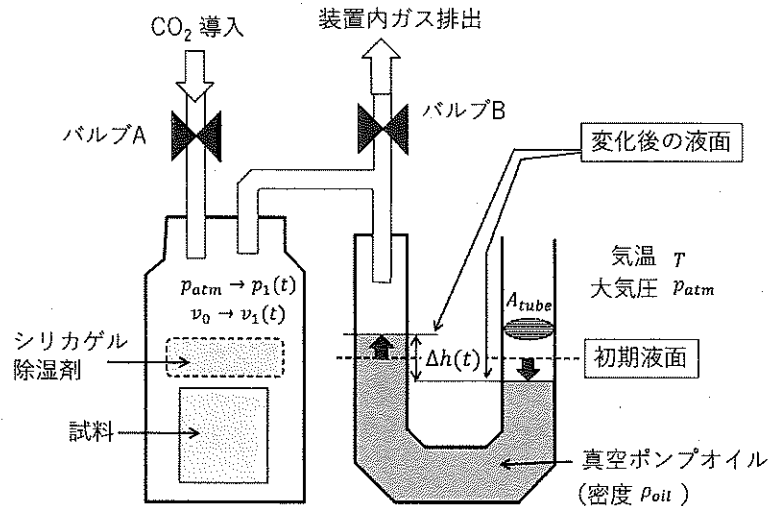 CO₂ 導入
装置内ガス排出
バルブA
バルブB
変化後の液面
気温 T
大気圧 p_atm
p_atm → p₁(t)
v₀ → v₁(t)
A_tube
シリカゲル
除湿剤
Δh(t)
初期液面
試料
真空ポンプオイル
(密度 ρ_oil )